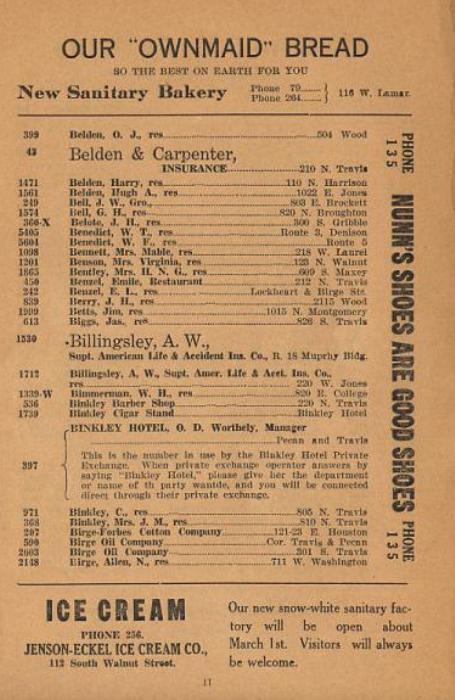 OUR "OWNMAID" BREAD
SO THE BEST ON EARTH FOR YOU
New Sanitary Bakery Phone 79 Phone 264 116 W. Lamar.
399 Belden, O. J., res 504 Wood
43 Belden & Carpenter,
INSURANCE 210 N. Travis
1471 Belden, Harry, res 110 N. Harrison
1561 Belden, Hugh A., res 1022 E. Jones
249 Bell, J. W., Gro. 803 E. Brockett
1574 Bell, G. H., res 820 N. Broughton
360-X Belote, J. H., res 300 S. Gribble
5405 Benedict, W. T., res Route 3, Denison
5604 Benedict, W. F., res Route 5
1098 Bennett, Mrs. Mable, res 218 W. Laurel
1201 Benson, Mrs. Virginia, res 123 N. Walnut
1865 Bentley, Mrs. H. N. G., res 609 S. Maxey
450 Benzel, Emile, Restaurant 212 N. Travis
242 Benzel, E. L., res Lockheart & Birge Sts.
839 Berry, J. H., res 2115 Wood
1999 Betts, Jim, res 1015 N. Montgomery
613 Biggs, Jas., res 826 S. Travis
1530 Billingsley, A. W.,
Supt. American Life & Accident Ins. Co., R. 18 Muprhy Bldg.
1712 Billingsley, A, W., Supt. Amer. Life & Acct. Ins. Co.,
res 220 W. Jones
1339-W Bimmerman, W. H., res 820 E. College
536 Binkley Barber Shop 220 N. Travis
1739 Binkley Cigar Stand Binkley Hotel
BINKLEY HOTEL, O. D. Worthely, Manager
Pecan and Travis
397 This is the number in use by the Binkley Hotel Private
Exchange. When private exchange operator answers by
saying "Binkley Hotel," please give her the department
or name of th party wantde, and you will be connected
direct through their private exchange.
971 Binkley, C., res 805 N. Travis
368 Binkley, Mrs. J. M., res 810 N. Travis
297 Birge-Forbes Cotton Company 121-23 E. Houston
590 Birge Oil Company Cor. Travis & Pecan
2603 Birge Oil Company 301 S. Travis
2148 Birge, Allen, N., res 711 W. Washington
PHONE 135 NUNN'S SHOES ARE GOOD SHOES PHONE 135
ICE CREAM
PHONE 256.
JENSON-ECKEL ICE CREAM CO.,
112 South Walnut Street.
Our new snow-white sanitary fac-
tory will be open about
March 1st. Visitors will always
be welcome.